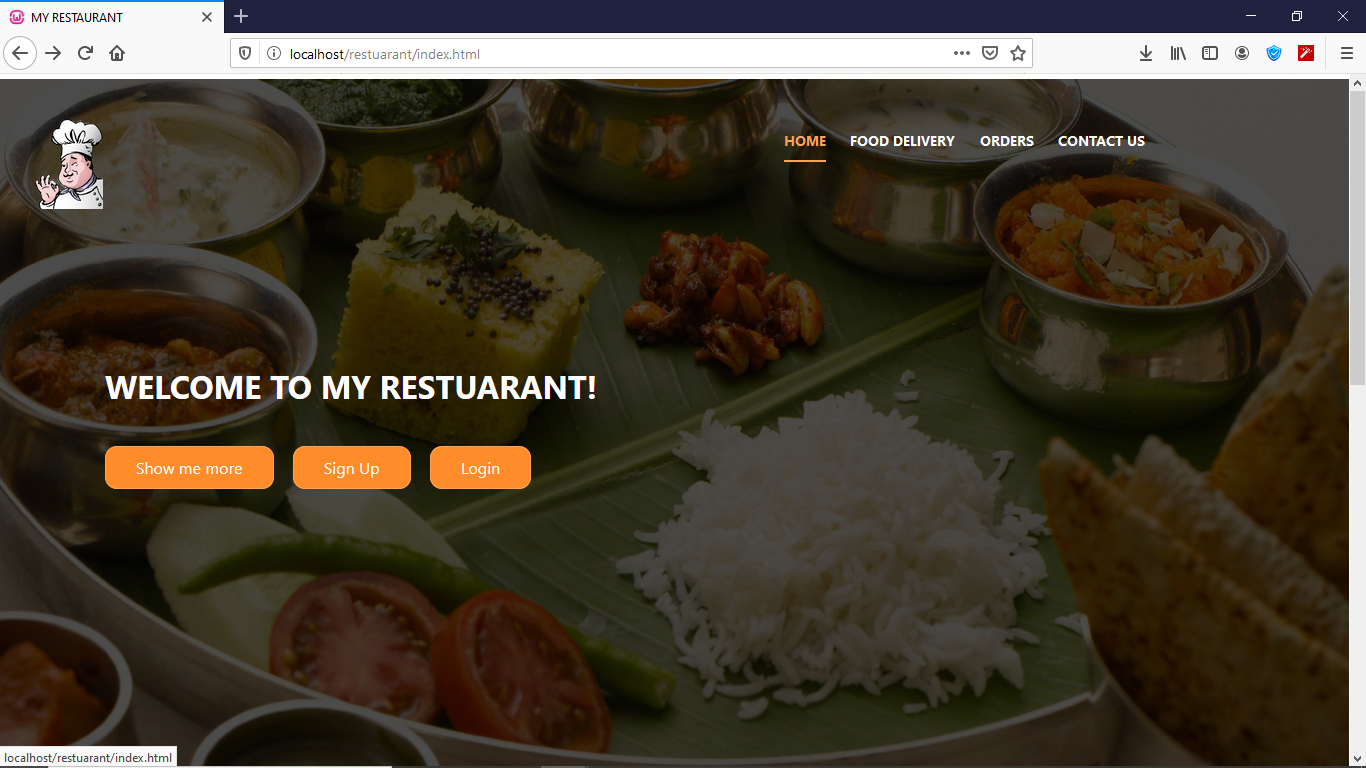 MY RESTAURANT
localhost/restuarant/index.html
HOME FOOD DELIVERY ORDERS CONTACT US
WELCOME TO MY RESTUARANT!
Show me more Sign Up Login
localhost/restuarant/index.html